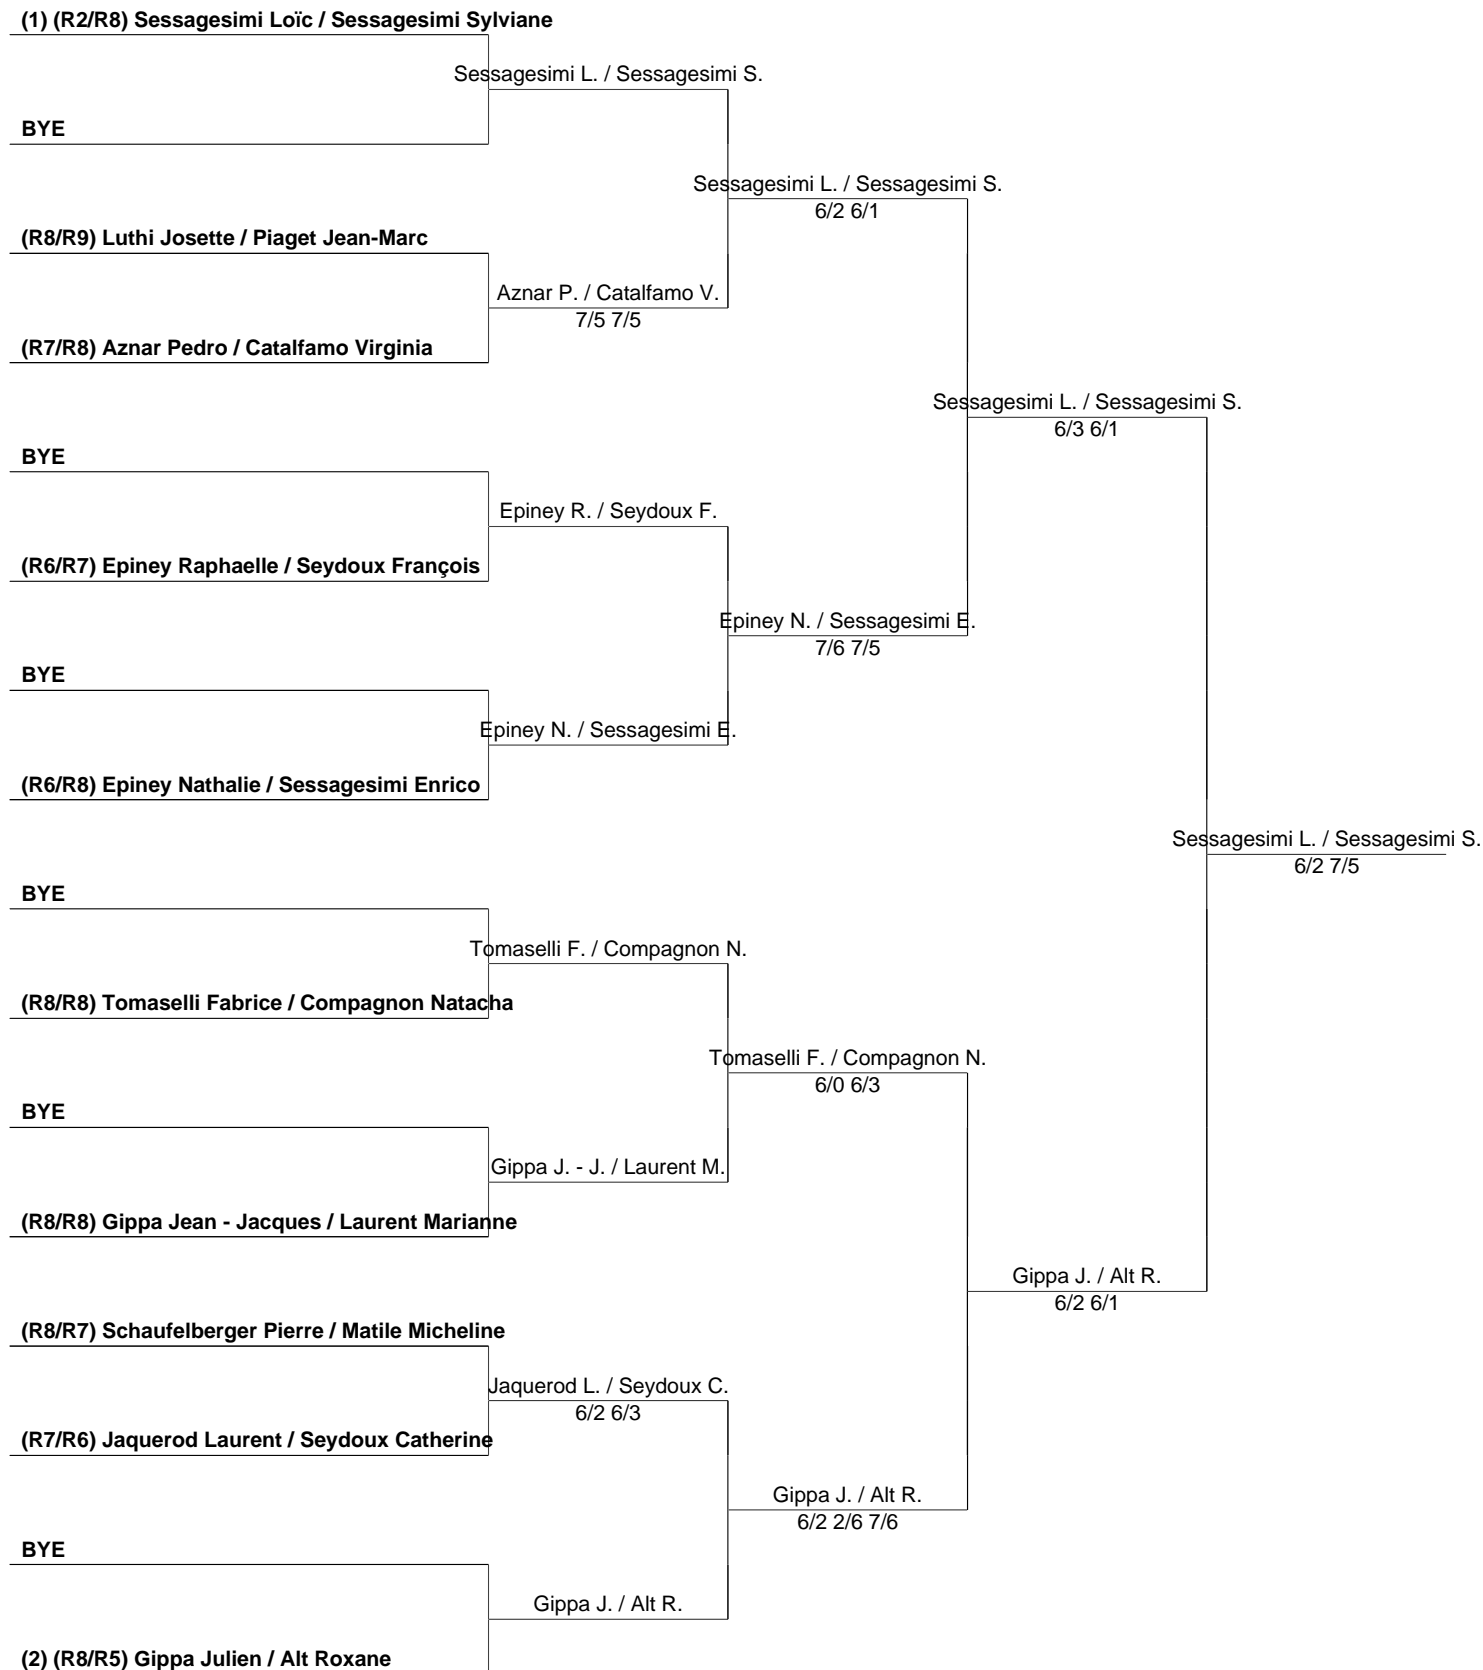 (1) (R2/R8) Sessagesimi Loïc / Sessagesimi Sylviane
Sessagesimi L. / Sessagesimi S.
BYE
Sessagesimi L. / Sessagesimi S.
6/2 6/1
(R8/R9) Luthi Josette / Piaget Jean-Marc
Aznar P. / Catalfamo V.
7/5 7/5
(R7/R8) Aznar Pedro / Catalfamo Virginia
Sessagesimi L. / Sessagesimi S.
6/3 6/1
BYE
Epiney R. / Seydoux F.
(R6/R7) Epiney Raphaelle / Seydoux François
Epiney N. / Sessagesimi E.
7/6 7/5
BYE
Epiney N. / Sessagesimi E.
(R6/R8) Epiney Nathalie / Sessagesimi Enrico
Sessagesimi L. / Sessagesimi S.
6/2 7/5
BYE
Tomaselli F. / Compagnon N.
(R8/R8) Tomaselli Fabrice / Compagnon Natacha
Tomaselli F. / Compagnon N.
6/0 6/3
BYE
Gippa J. - J. / Laurent M.
(R8/R8) Gippa Jean - Jacques / Laurent Marianne
Gippa J. / Alt R.
6/2 6/1
(R8/R7) Schaufelberger Pierre / Matile Micheline
Jaquerod L. / Seydoux C.
6/2 6/3
(R7/R6) Jaquerod Laurent / Seydoux Catherine
Gippa J. / Alt R.
6/2 2/6 7/6
BYE
Gippa J. / Alt R.
(2) (R8/R5) Gippa Julien / Alt Roxane